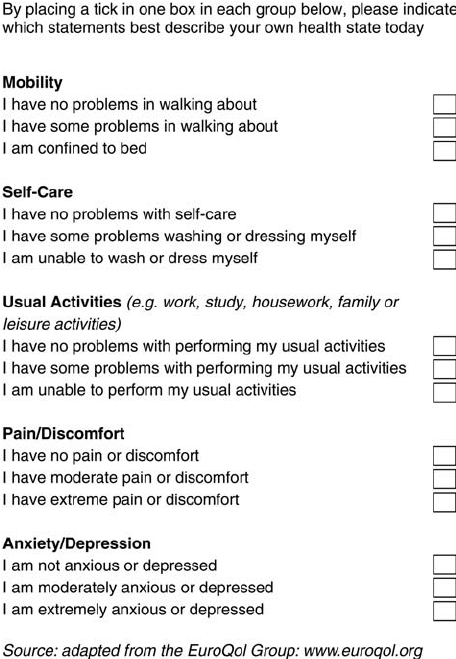 By placing a tick in one box in each group below, please indicate
which statements best describe your own health state today
Mobility
I have no problems in walking about
I have some problems in walking about
I am confined to bed
Self-Care
I have no problems with self-care
I have some problems washing or dressing myself
I am unable to wash or dress myself
Usual Activities (e.g. work, study, housework, family or
leisure activities)
I have no problems with performing my usual activities
I have some problems with performing my usual activities
I am unable to perform my usual activities
Pain/Discomfort
I have no pain or discomfort
I have moderate pain or discomfort
I have extreme pain or discomfort
Anxiety/Depression
I am not anxious or depressed
I am moderately anxious or depressed
I am extremely anxious or depressed
Source: adapted from the EuroQol Group: www.euroqol.org